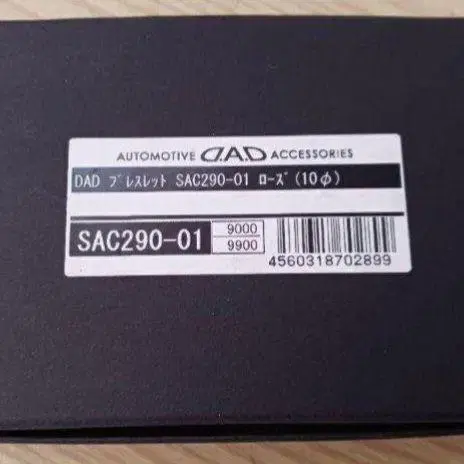 AUTOMOTIVE D.A.D ACCESSORIES
DAD ﾌﾞﾚｽﾚｯﾄ SAC290-01 ﾛｰｽﾞ(10φ)
SAC290-01
9000
9900
4560318702899